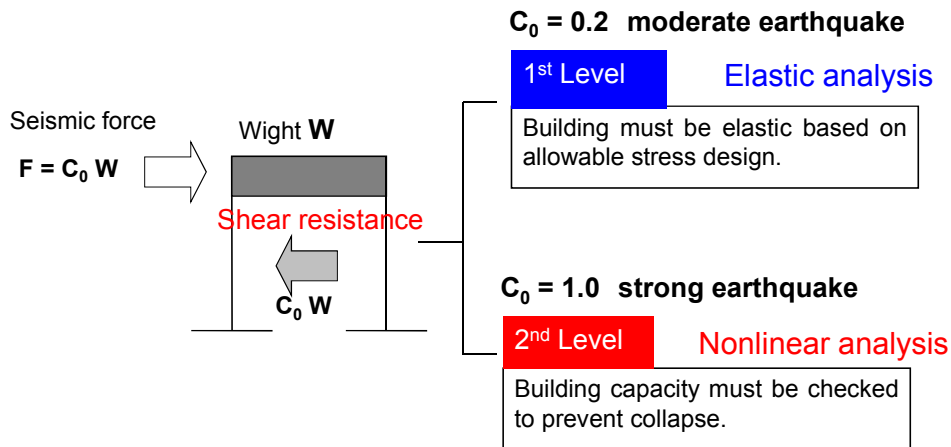 Seismic force
F = C₀ W
Wight W
Shear resistance
C₀ W
C₀ = 0.2 moderate earthquake
1st Level
Elastic analysis
Building must be elastic based on
allowable stress design.
C₀ = 1.0 strong earthquake
2nd Level
Nonlinear analysis
Building capacity must be checked
to prevent collapse.